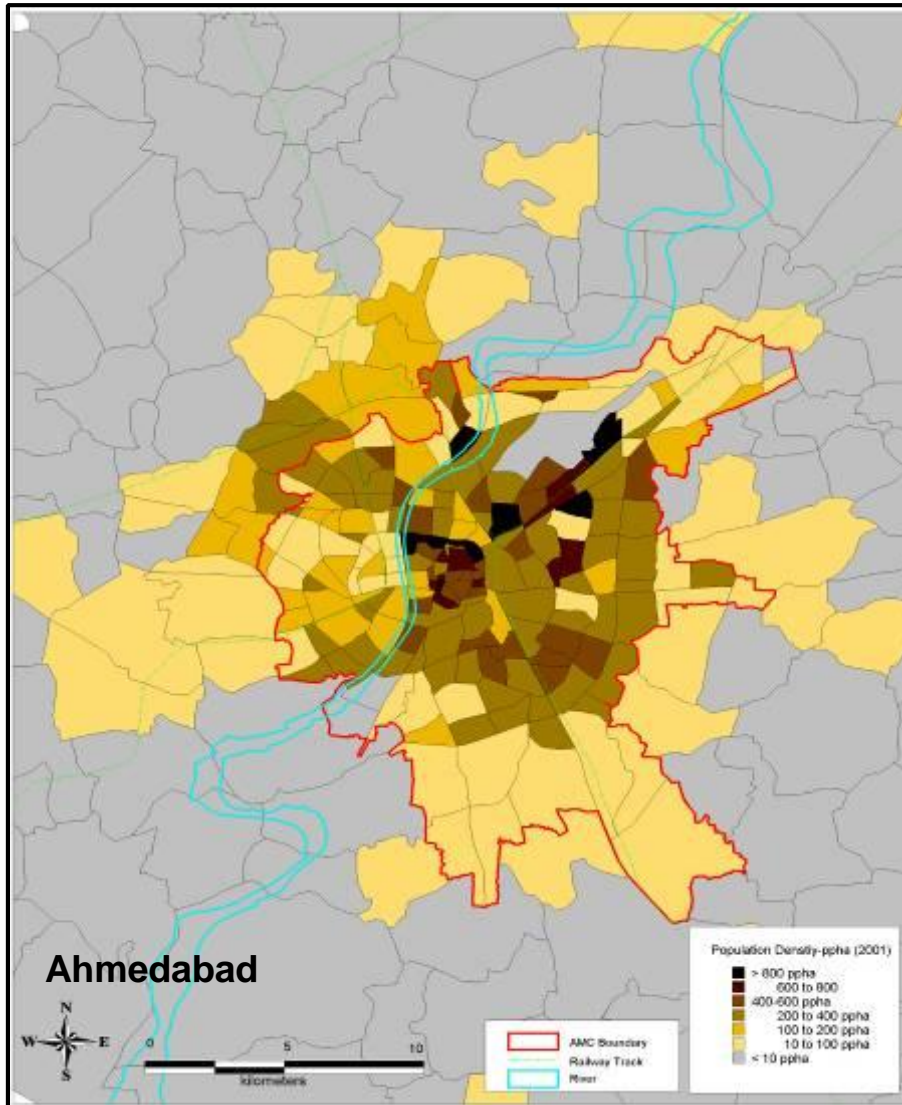 Ahmedabad
N
W E
S
0 5 10
kilometers
AMC Boundary
Railway Track
River
Population Denstiy-ppha (2001)
> 800 ppha
600 to 800
400-600 ppha
200 to 400 ppha
100 to 200 ppha
10 to 100 ppha
< 10 ppha